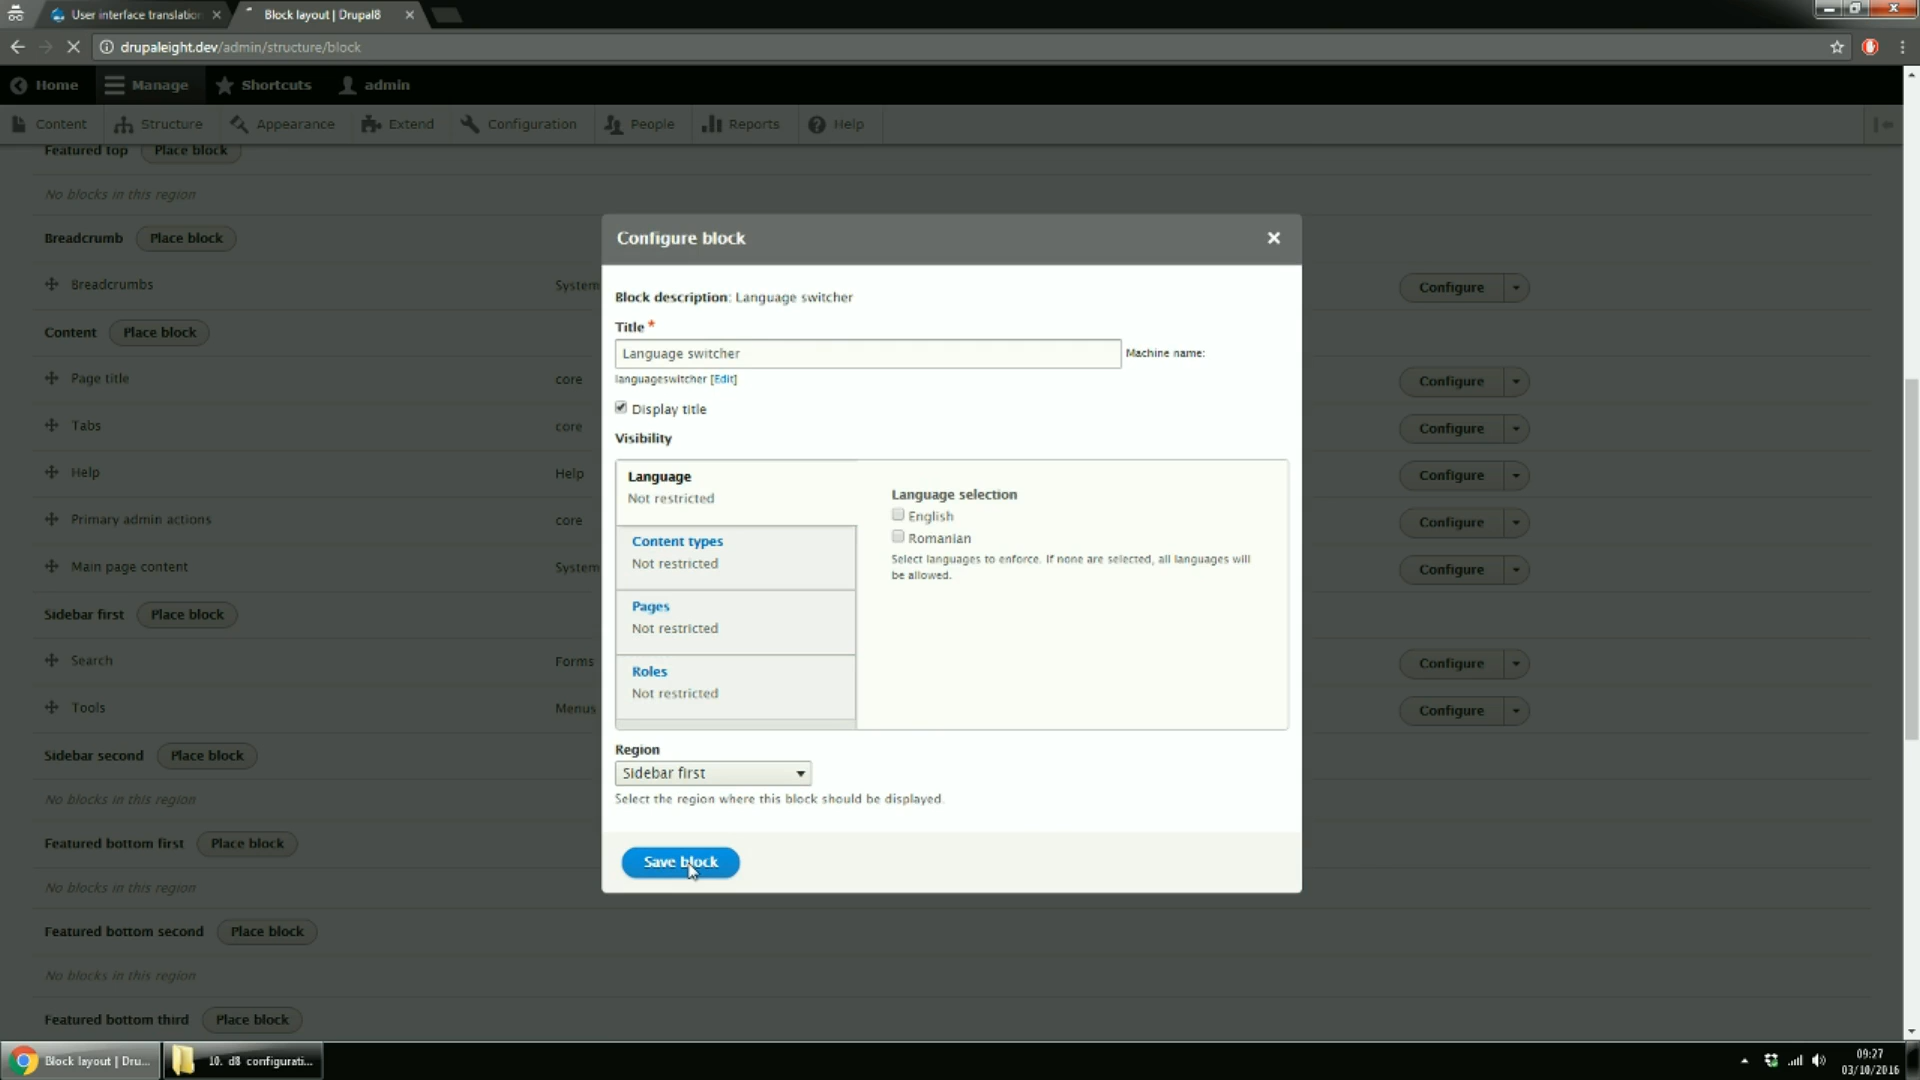 User interface translation
Block layout | Drupal8
drupaleight.dev/admin/structure/block
Home
Manage
Shortcuts
admin
Content
Structure
Appearance
Extend
Configuration
People
Reports
Help
Featured top
Place block
No blocks in this region
Breadcrumb
Place block
Breadcrumbs
System
Configure
Content
Place block
Page title
core
Configure
Tabs
core
Configure
Help
Help
Configure
Primary admin actions
core
Configure
Main page content
System
Configure
Sidebar first
Place block
Search
Forms
Configure
Tools
Menus
Configure
Sidebar second
Place block
No blocks in this region
Featured bottom first
Place block
No blocks in this region
Featured bottom second
Place block
No blocks in this region
Featured bottom third
Place block
Configure block
Block description: Language switcher
Title *
Language switcher
Machine name:
languageswitcher [Edit]
Display title
Visibility
Language
Not restricted
Content types
Not restricted
Pages
Not restricted
Roles
Not restricted
Language selection
English
Romanian
Select languages to enforce. If none are selected, all languages will
be allowed.
Region
Sidebar first
Select the region where this block should be displayed.
Save block
Block layout | Dru...
10. d8 configurati...
09:27
03/10/2016